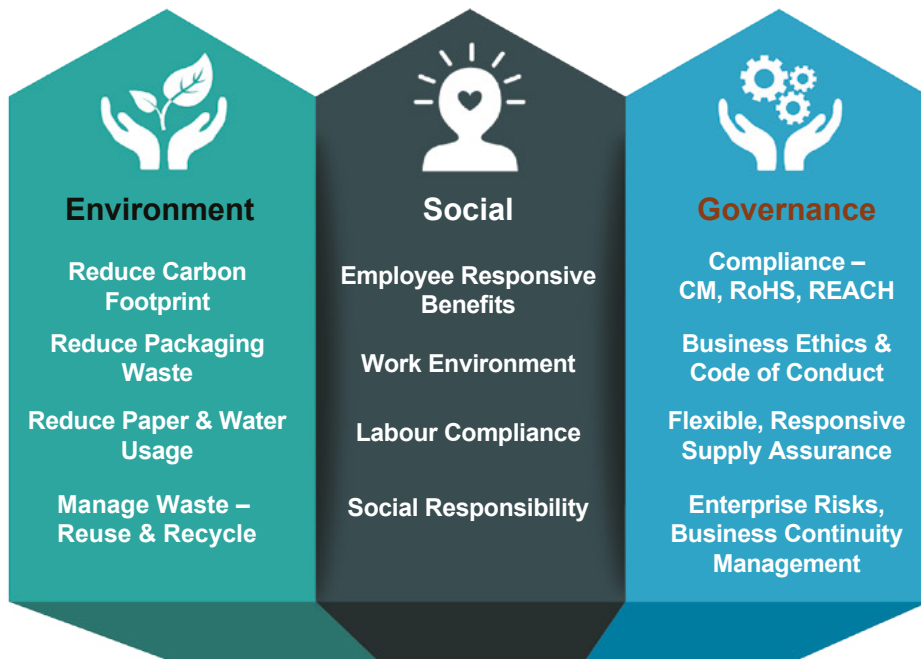 Environment
Reduce Carbon
Footprint
Reduce Packaging
Waste
Reduce Paper & Water
Usage
Manage Waste –
Reuse & Recycle
Social
Employee Responsive
Benefits
Work Environment
Labour Compliance
Social Responsibility
Governance
Compliance –
CM, RoHS, REACH
Business Ethics &
Code of Conduct
Flexible, Responsive
Supply Assurance
Enterprise Risks,
Business Continuity
Management